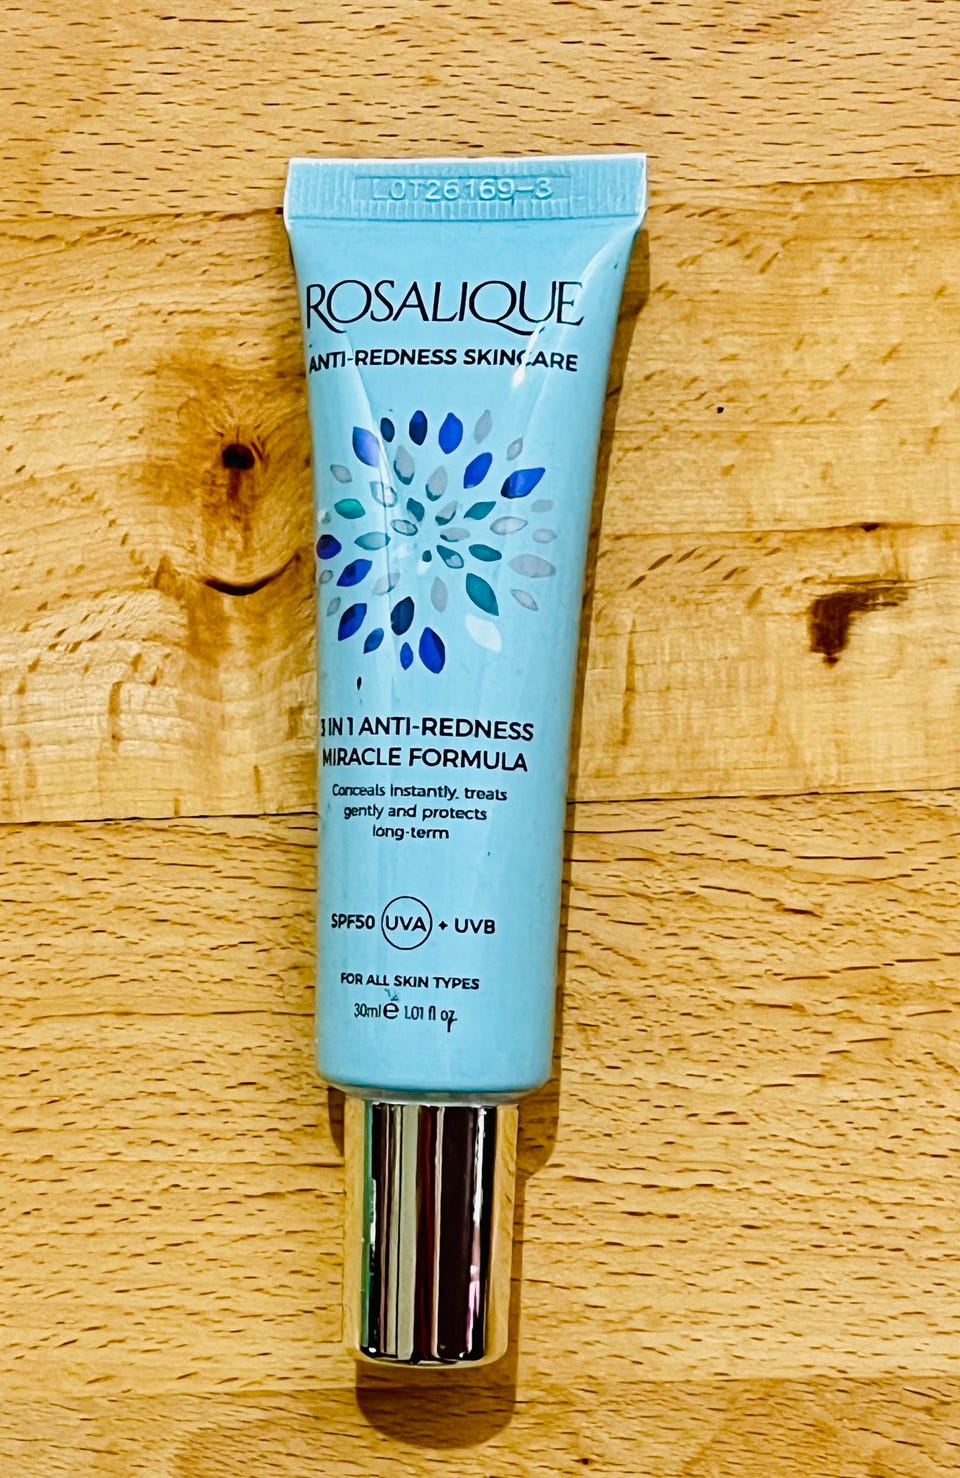 LOT26169-3
ROSALIQUE
ANTI-REDNESS SKINCARE
3 IN 1 ANTI-REDNESS
MIRACLE FORMULA
Conceals instantly, treats
gently and protects
long-term
SPF50 UVA + UVB
FOR ALL SKIN TYPES
30ml e 1.01 fl oz